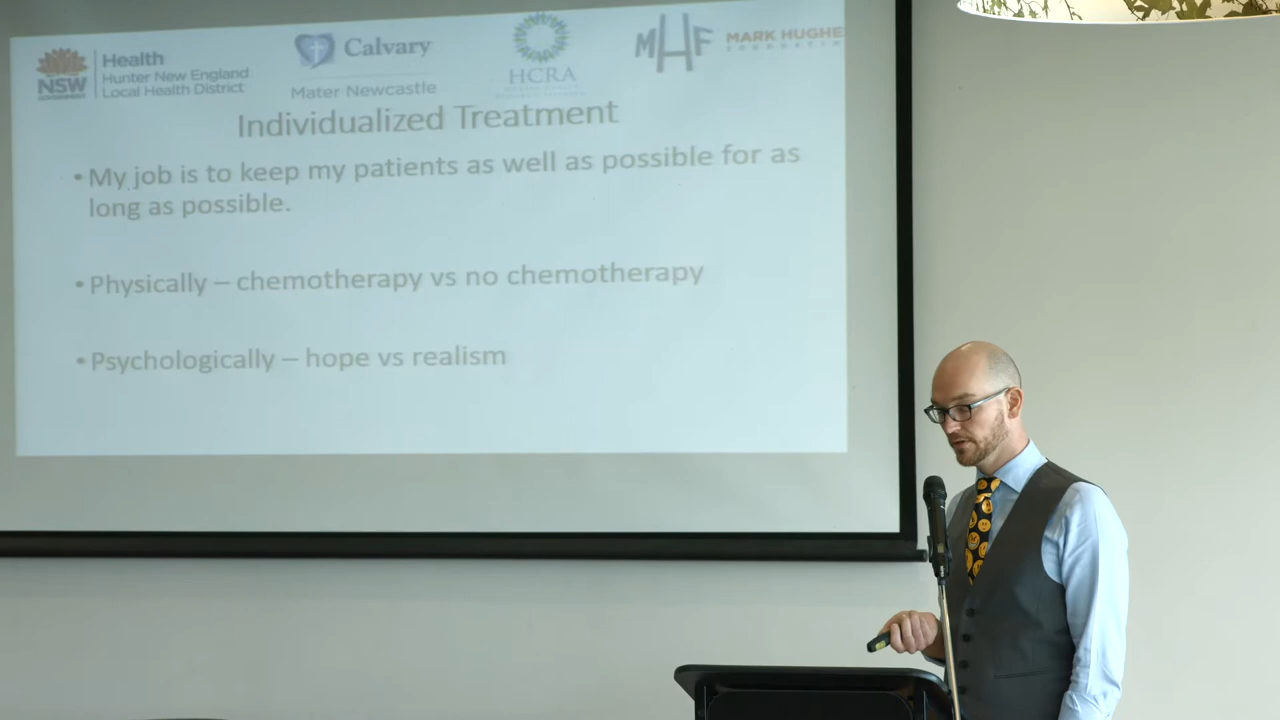 Health
Hunter New England
Local Health District
NSW
GOVERNMENT
Calvary
Mater Newcastle
HCRA
MHF
MARK HUGHE
Individualized Treatment
• My job is to keep my patients as well as possible for as
long as possible.
• Physically – chemotherapy vs no chemotherapy
• Psychologically – hope vs realism